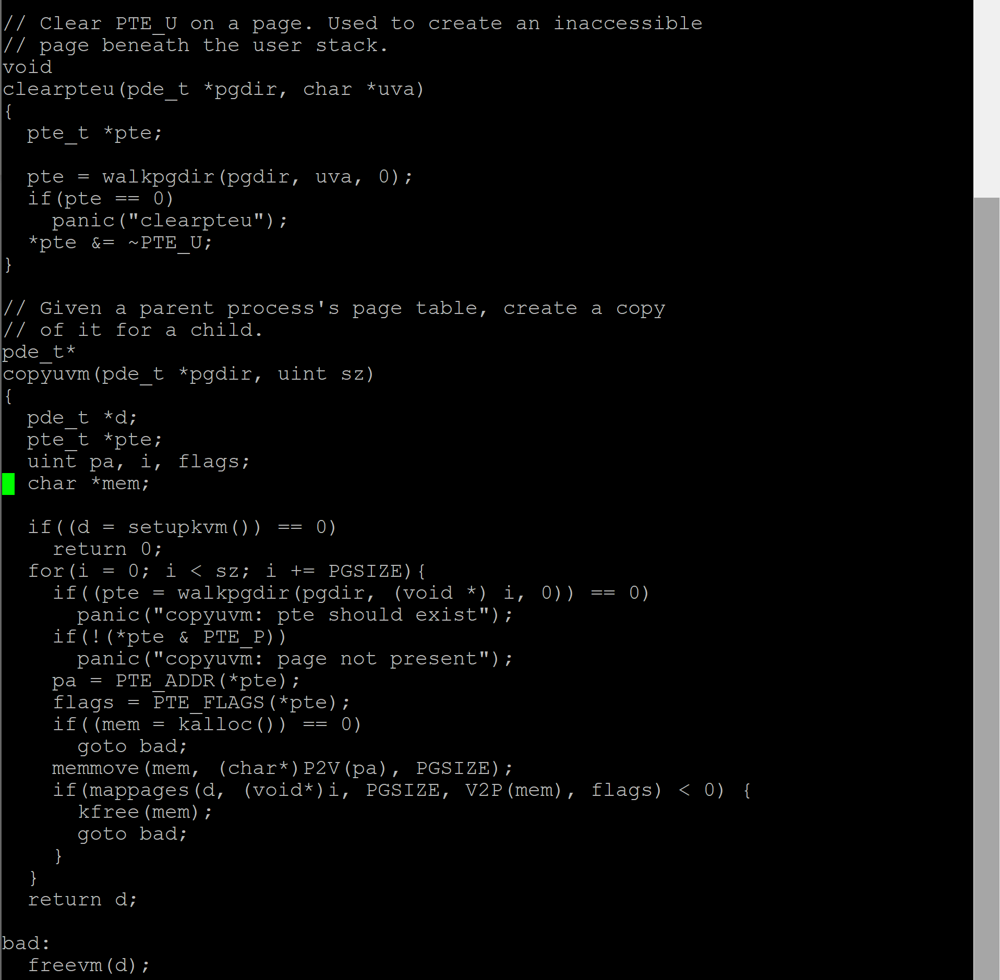 // Clear PTE_U on a page. Used to create an inaccessible
// page beneath the user stack.
void
clearpteu(pde_t *pgdir, char *uva)
{
  pte_t *pte;

  pte = walkpgdir(pgdir, uva, 0);
  if(pte == 0)
    panic("clearpteu");
  *pte &= ~PTE_U;
}

// Given a parent process's page table, create a copy
// of it for a child.
pde_t*
copyuvm(pde_t *pgdir, uint sz)
{
  pde_t *d;
  pte_t *pte;
  uint pa, i, flags;
  char *mem;

  if((d = setupkvm()) == 0)
    return 0;
  for(i = 0; i < sz; i += PGSIZE){
    if((pte = walkpgdir(pgdir, (void *) i, 0)) == 0)
      panic("copyuvm: pte should exist");
    if(!(*pte & PTE_P))
      panic("copyuvm: page not present");
    pa = PTE_ADDR(*pte);
    flags = PTE_FLAGS(*pte);
    if((mem = kalloc()) == 0)
      goto bad;
    memmove(mem, (char*)P2V(pa), PGSIZE);
    if(mappages(d, (void*)i, PGSIZE, V2P(mem), flags) < 0) {
      kfree(mem);
      goto bad;
    }
  }
  return d;

bad:
  freevm(d);